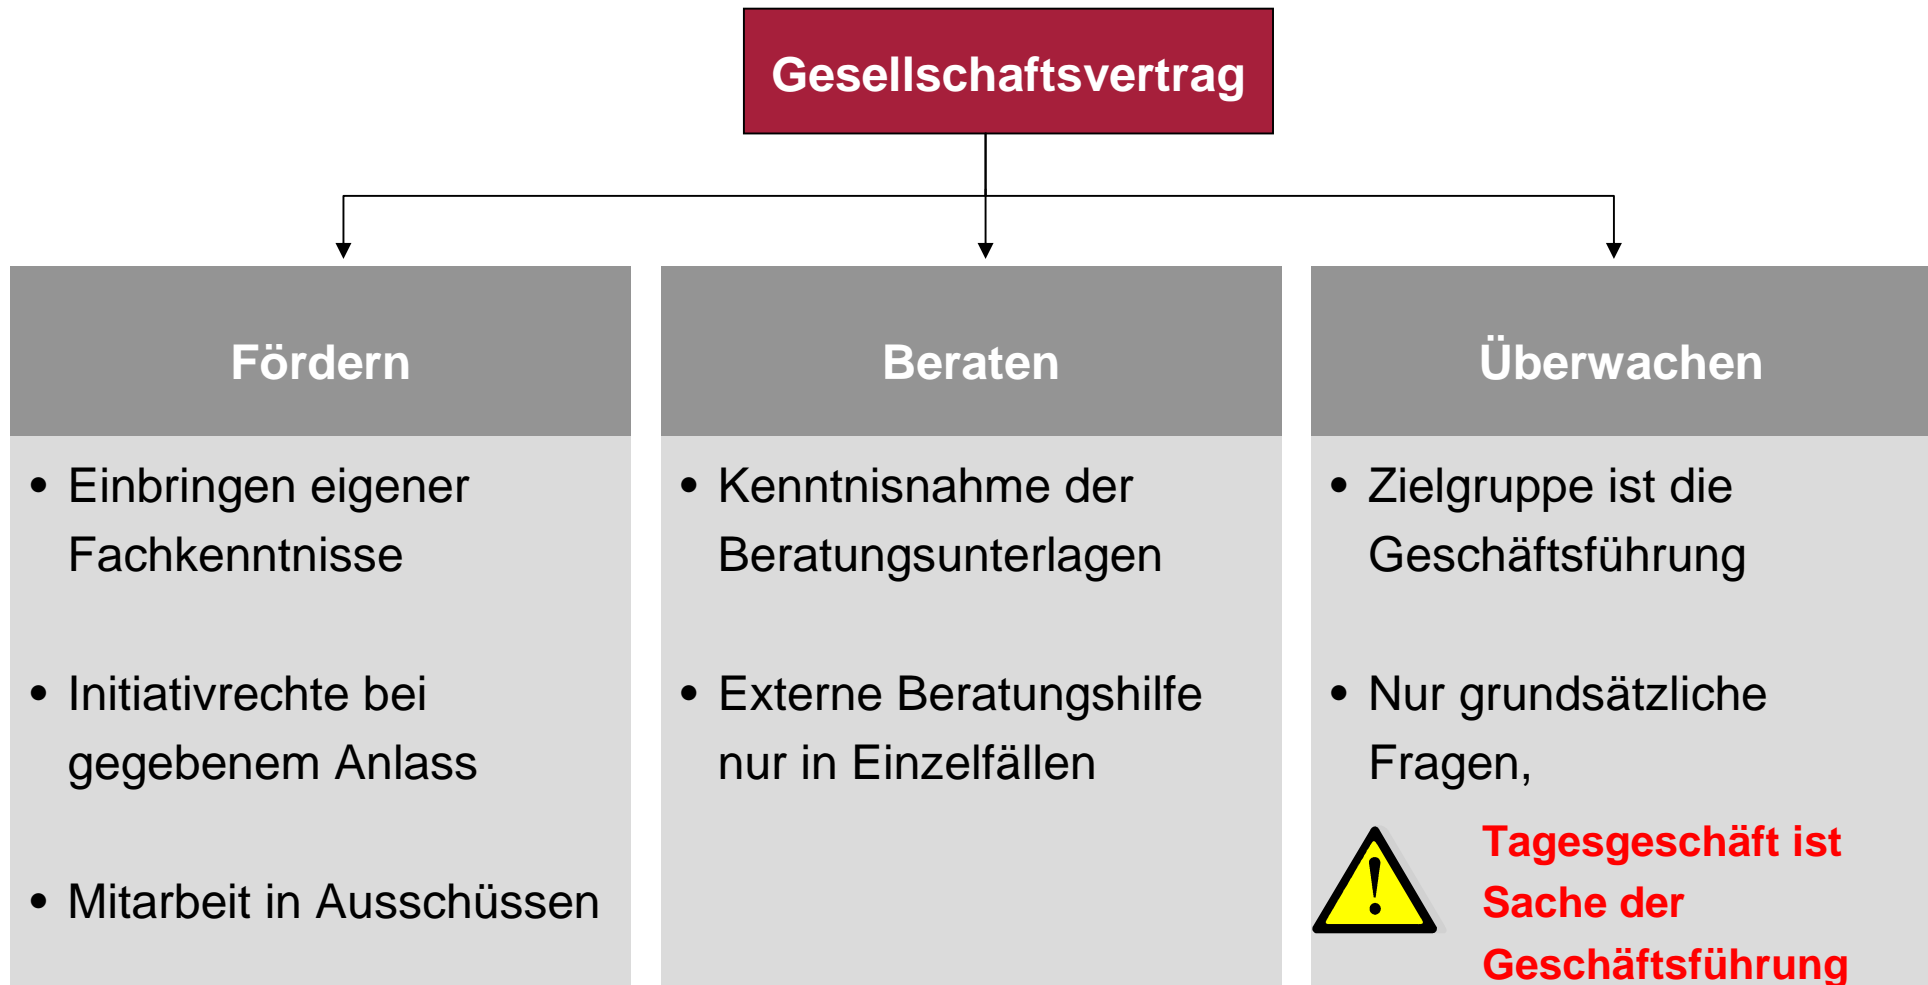 Gesellschaftsvertrag
Fördern
• Einbringen eigener
Fachkenntnisse
• Initiativrechte bei
gegebenem Anlass
• Mitarbeit in Ausschüssen
Beraten
• Kenntnisnahme der
Beratungsunterlagen
• Externe Beratungshilfe
nur in Einzelfällen
Überwachen
• Zielgruppe ist die
Geschäftsführung
• Nur grundsätzliche
Fragen,
!
Tagesgeschäft ist
Sache der
Geschäftsführung